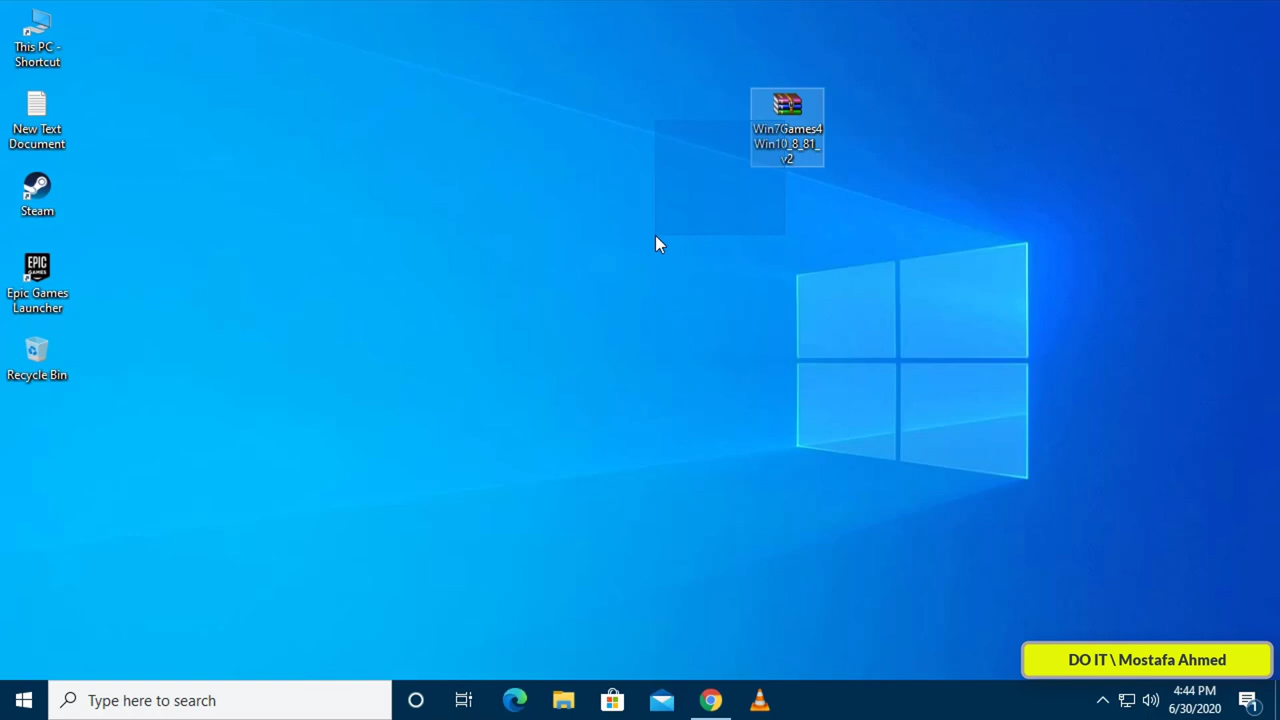 This PC -
Shortcut
New Text
Document
Steam
EPIC
GAMES
Epic Games
Launcher
Recycle Bin
Win7Games4
Win10_8_81_
v2
DO IT \ Mostafa Ahmed
Type here to search
4:44 PM
6/30/2020
1